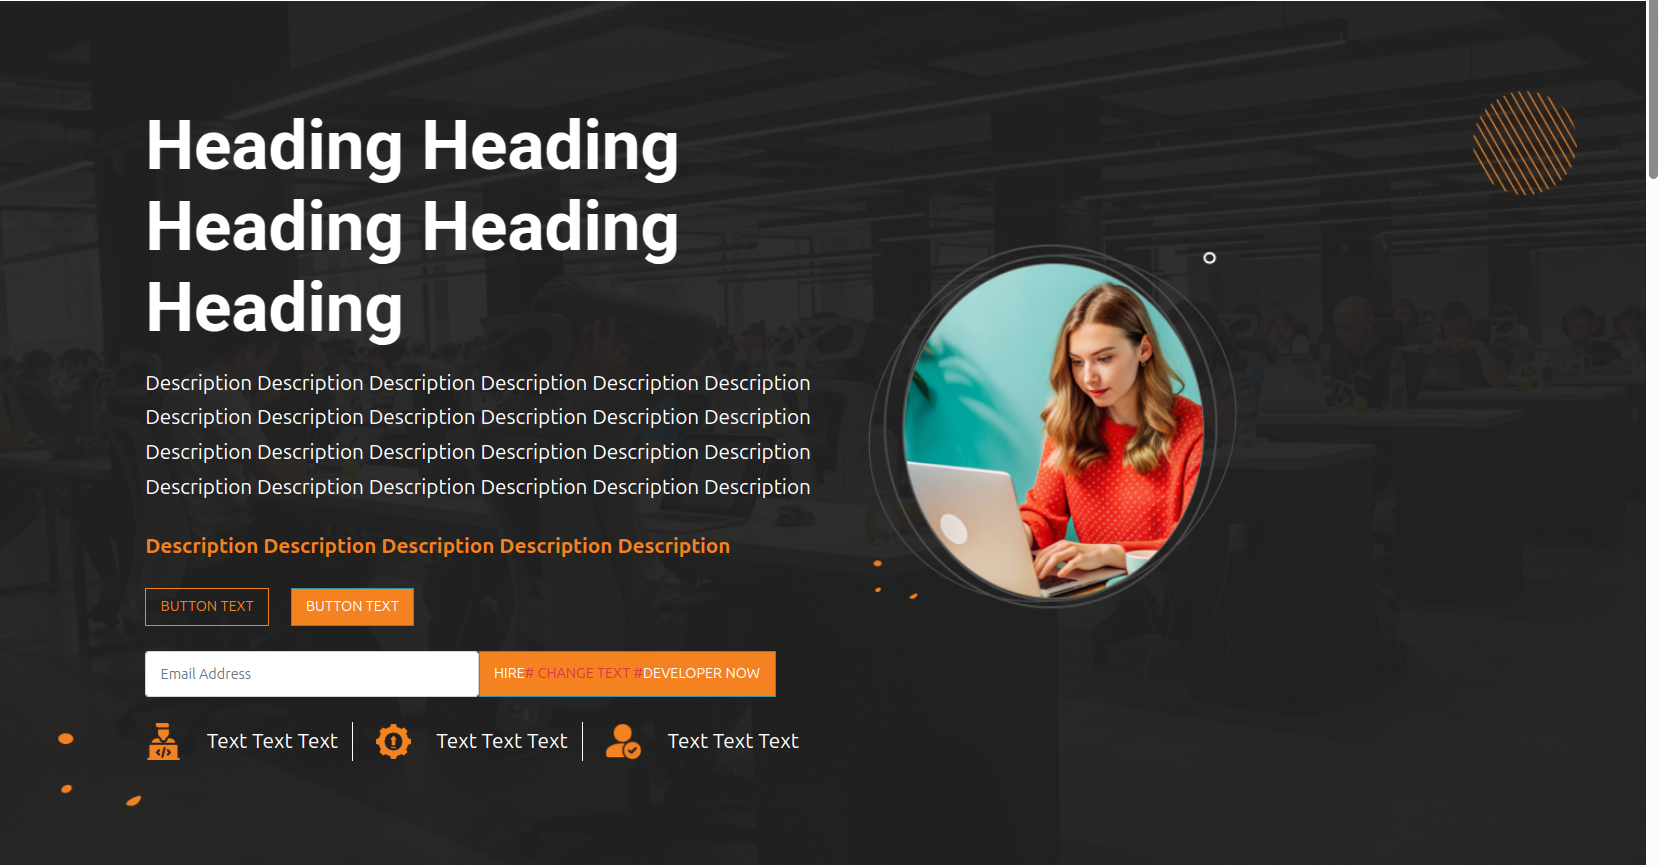 Heading Heading
Heading Heading
Heading
Description Description Description Description Description Description
Description Description Description Description Description Description
Description Description Description Description Description Description
Description Description Description Description Description Description
Description Description Description Description Description
BUTTON TEXT BUTTON TEXT
Email Address HIRE# CHANGE TEXT #DEVELOPER NOW
</> Text Text Text Text Text Text Text Text Text